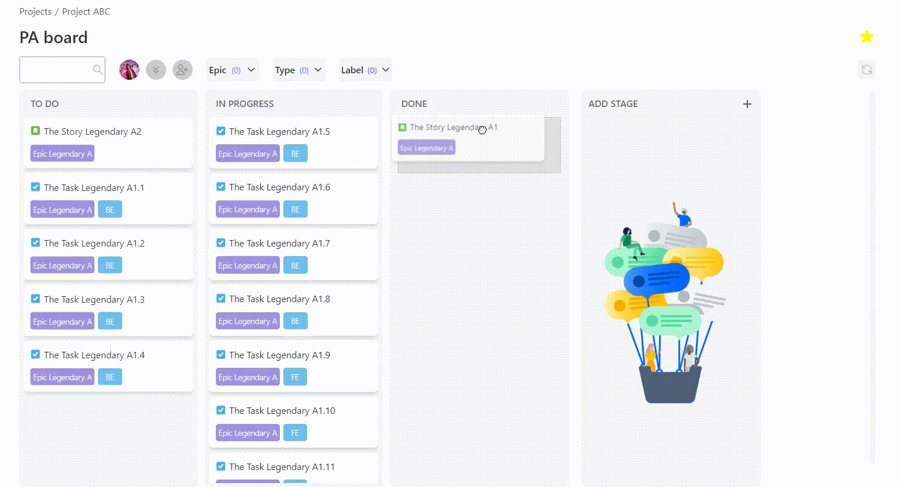 Projects / Project ABC
PA board
Epic (0)
Type (0)
Label (0)
TO DO
The Story Legendary A2
Epic Legendary A
The Task Legendary A1.1
Epic Legendary A BE
The Task Legendary A1.2
Epic Legendary A BE
The Task Legendary A1.3
Epic Legendary A BE
The Task Legendary A1.4
Epic Legendary A BE
IN PROGRESS
The Task Legendary A1.5
Epic Legendary A BE
The Task Legendary A1.6
Epic Legendary A BE
The Task Legendary A1.7
Epic Legendary A BE
The Task Legendary A1.8
Epic Legendary A BE
The Task Legendary A1.9
Epic Legendary A FE
The Task Legendary A1.10
Epic Legendary A FE
The Task Legendary A1.11
DONE
The Story Legendary A1
Epic Legendary A
ADD STAGE